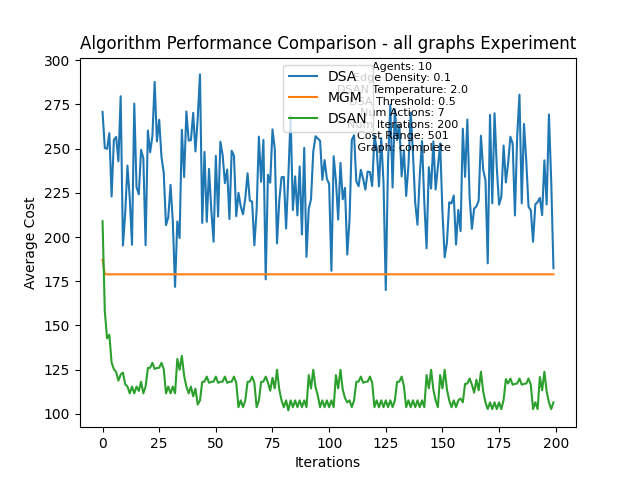 Algorithm Performance Comparison - all graphs Experiment
Average Cost
300
275
250
225
200
175
150
125
100
DSA
MGM
DSAN
Agents: 10
Edge Density: 0.1
DSAN Temperature: 2.0
DSA Threshold: 0.5
Num Actions: 7
Num Iterations: 200
Cost Range: 501
Graph: complete
0
25
50
75
100
125
150
175
200
Iterations